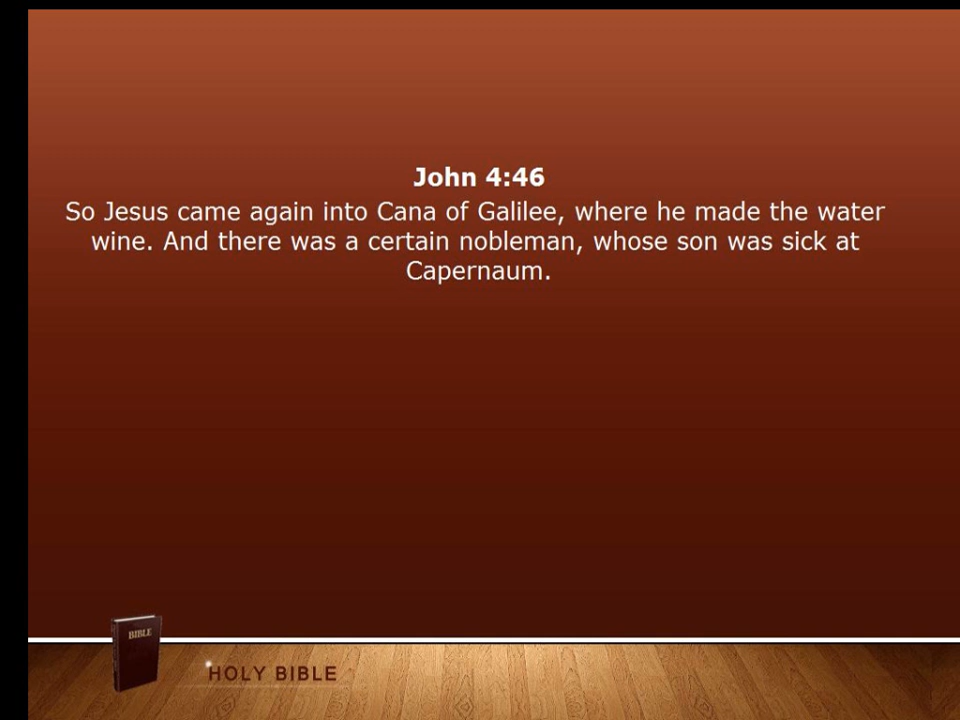 John 4:46
So Jesus came again into Cana of Galilee, where he made the water
wine. And there was a certain nobleman, whose son was sick at
Capernaum.
BIBLE
HOLY BIBLE